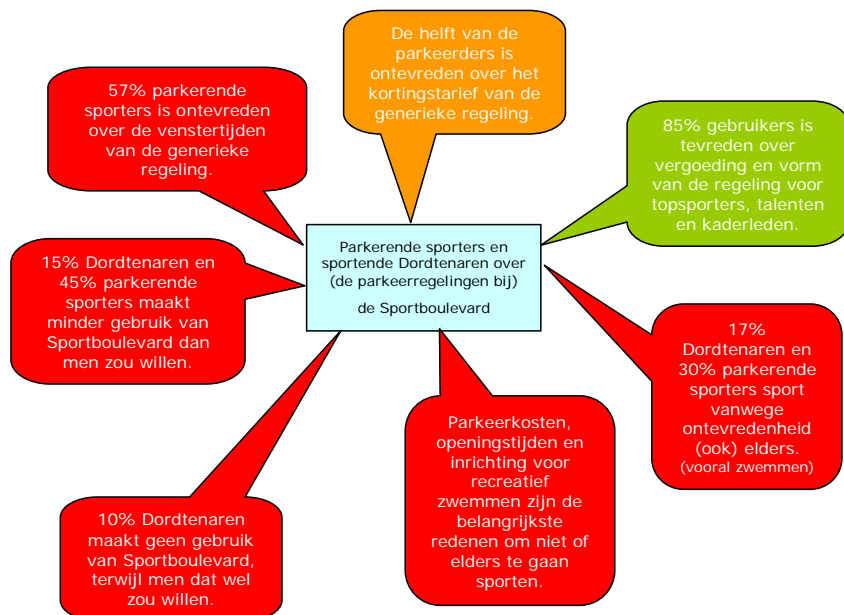 De helft van de
parkeerders is
ontevreden over het
kortingstarief van de
generieke regeling.
57% parkerende
sporters is ontevreden
over de venstertijden
van de generieke
regeling.
85% gebruikers is
tevreden over
vergoeding en vorm
van de regeling voor
topsporters, talenten
en kaderleden.
Parkerende sporters en
sportende Dordtenaren over
(de parkeerregelingen bij)
de Sportboulevard
15% Dordtenaren en
45% parkerende
sporters maakt
minder gebruik van
Sportboulevard dan
men zou willen.
17%
Dordtenaren en
30% parkerende
sporters sport
vanwege
ontevredenheid
(ook) elders.
(vooral zwemmen)
Parkeerkosten,
openingstijden en
inrichting voor
recreatief
zwemmen zijn de
belangrijkste
redenen om niet of
elders te gaan
sporten.
10% Dordtenaren
maakt geen gebruik
van Sportboulevard,
terwijl men dat wel
zou willen.